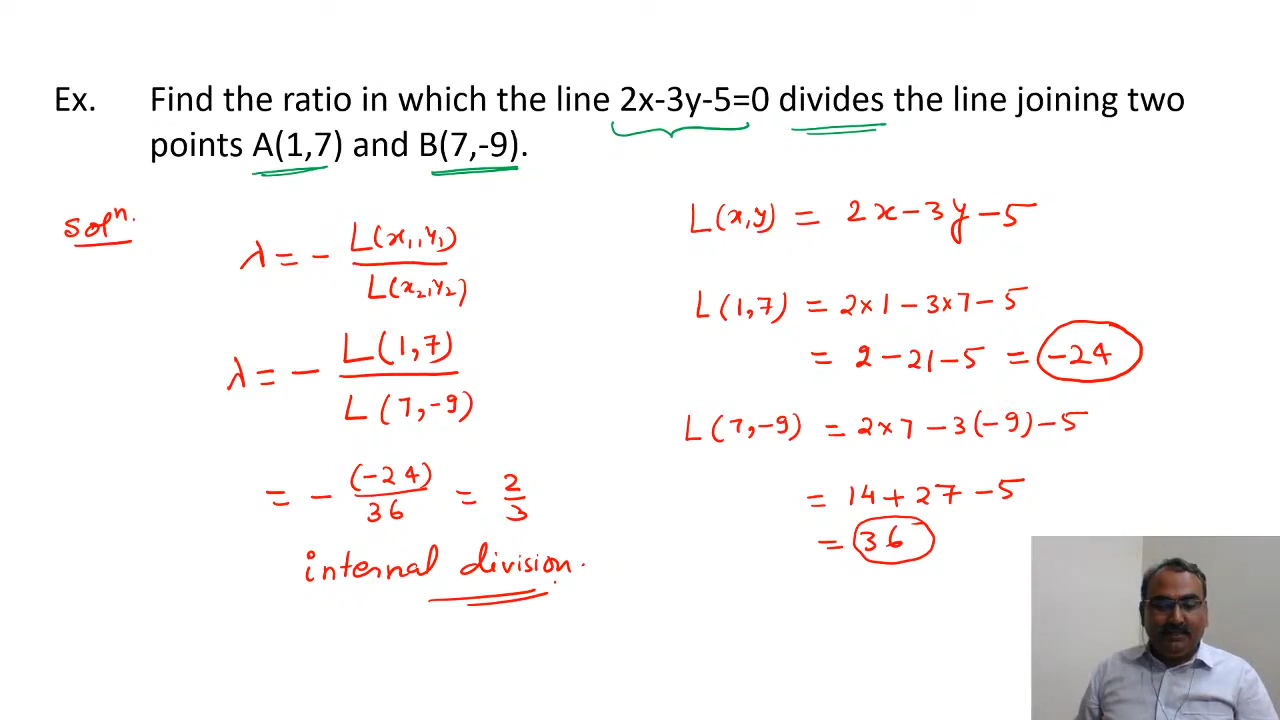 Ex. Find the ratio in which the line 2x-3y-5=0 divides the line joining two
points A(1,7) and B(7,-9).
Solⁿ.
λ = - L(x₁,y₁)/L(x₂,y₂)
λ = - L(1,7)/L(7,-9)
= - (-24)/36 = 2/3
internal division.
L(x,y) = 2x-3y-5
L(1,7) = 2×1-3×7-5
= 2-21-5 = -24
L(7,-9) = 2×7-3(-9)-5
= 14+27-5
= 36